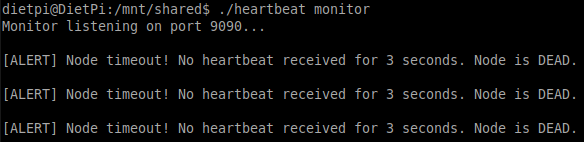 dietpi@DietPi:/mnt/shared$ ./heartbeat monitor
Monitor listening on port 9090...
[ALERT] Node timeout! No heartbeat received for 3 seconds. Node is DEAD.
[ALERT] Node timeout! No heartbeat received for 3 seconds. Node is DEAD.
[ALERT] Node timeout! No heartbeat received for 3 seconds. Node is DEAD.